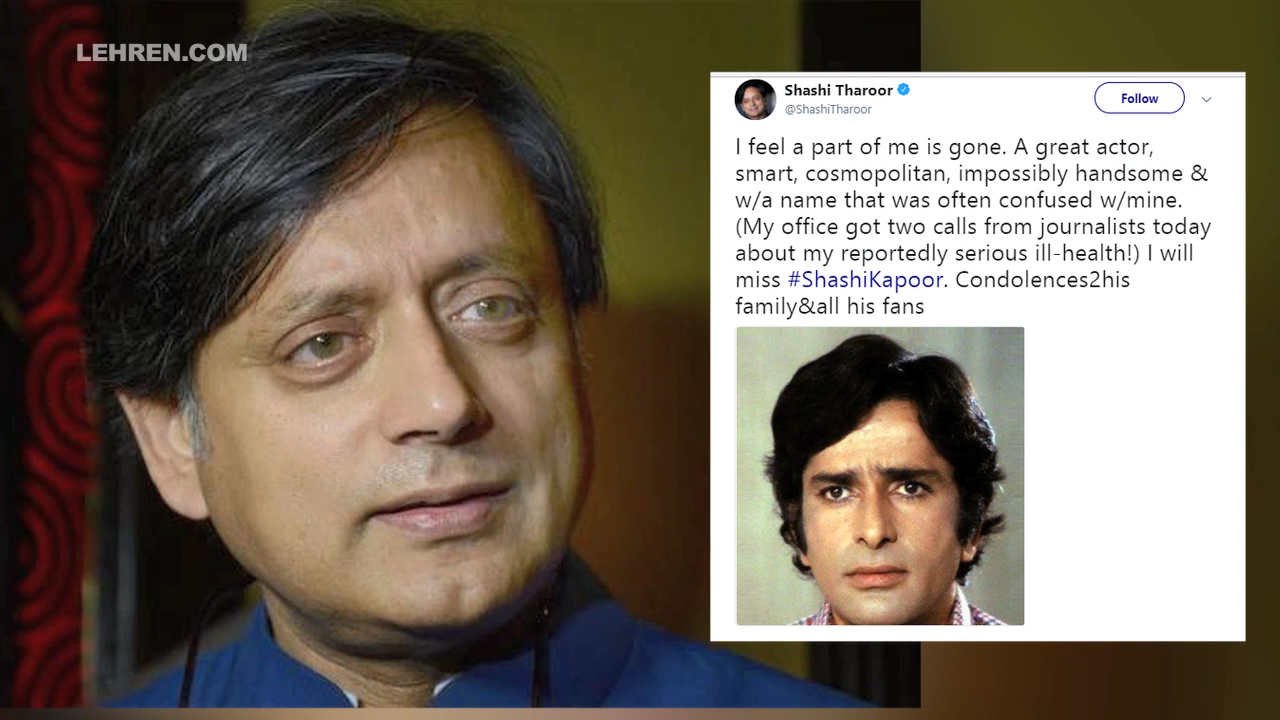 LEHREN.COM
Shashi Tharoor
@ShashiTharoor
Follow
I feel a part of me is gone. A great actor,
smart, cosmopolitan, impossibly handsome &
w/a name that was often confused w/mine.
(My office got two calls from journalists today
about my reportedly serious ill-health!) I will
miss #ShashiKapoor. Condolences2his
family&all his fans